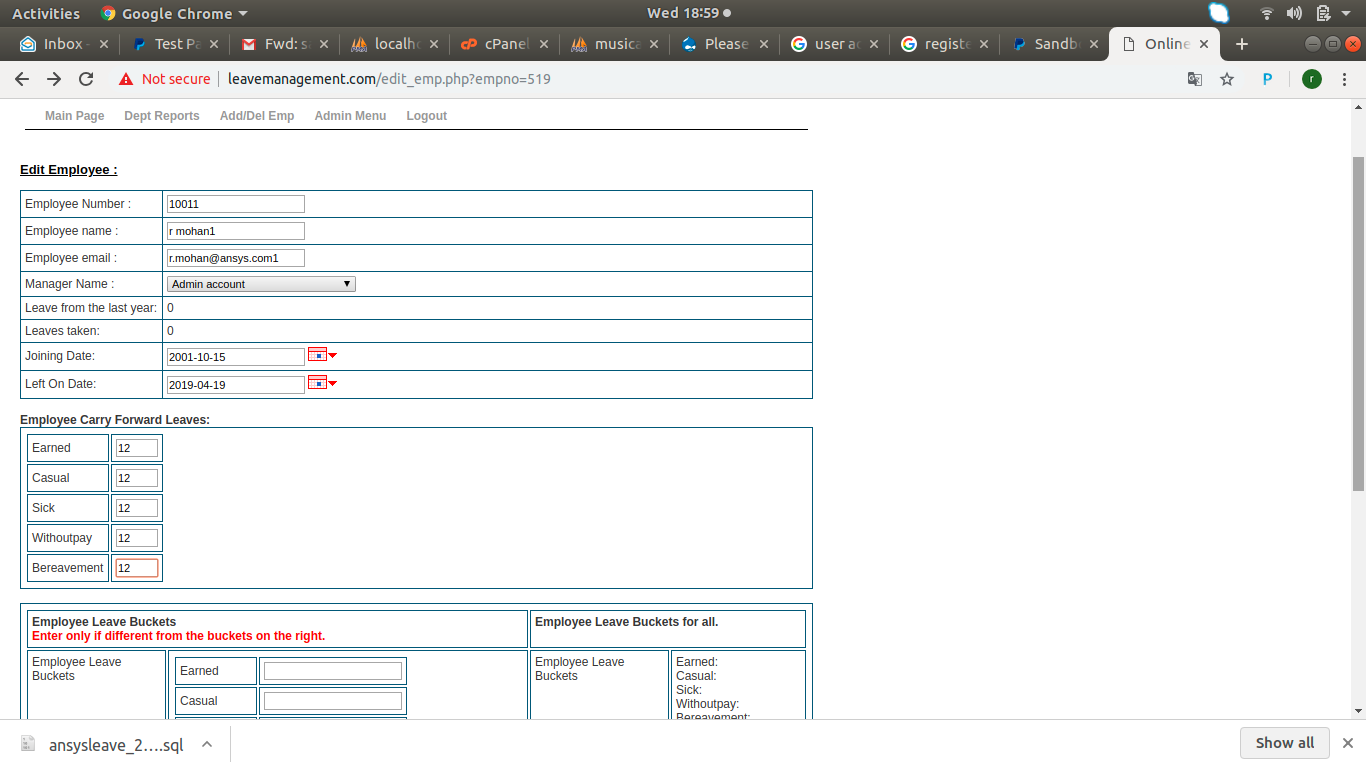 Activities Google Chrome Wed 18:59
Inbox - Test Pa Fwd: s localh cPanel musica Please user a registe Sandb Online
Not secure leavemanagement.com/edit_emp.php?empno=519 P r
Main Page Dept Reports Add/Del Emp Admin Menu Logout
Edit Employee :
Employee Number : 10011
Employee name : r mohan1
Employee email : r.mohan@ansys.com1
Manager Name : Admin account
Leave from the last year: 0
Leaves taken: 0
Joining Date: 2001-10-15
Left On Date: 2019-04-19
Employee Carry Forward Leaves:
Earned 12
Casual 12
Sick 12
Withoutpay 12
Bereavement 12
Employee Leave Buckets
Enter only if different from the buckets on the right.
Employee Leave Buckets for all.
Employee Leave
Buckets
Earned
Casual
Employee Leave
Buckets
Earned:
Casual:
Sick:
Withoutpay:
Bereavement:
ansysleave_2....sql Show all